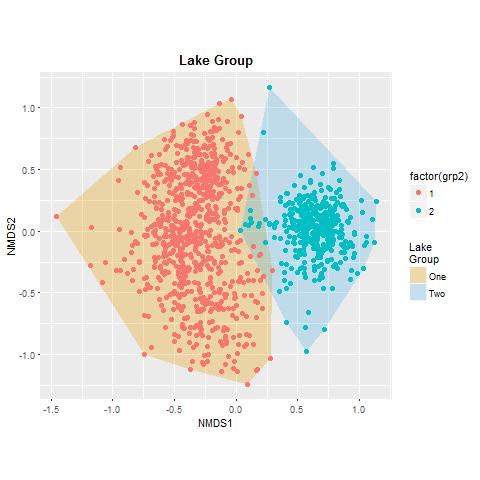 Lake Group
1.0
0.5
0.0
-0.5
-1.0
NMDS2
-1.5 -1.0 -0.5 0.0 0.5 1.0
NMDS1
factor(grp2)
1
2
Lake
Group
One
Two